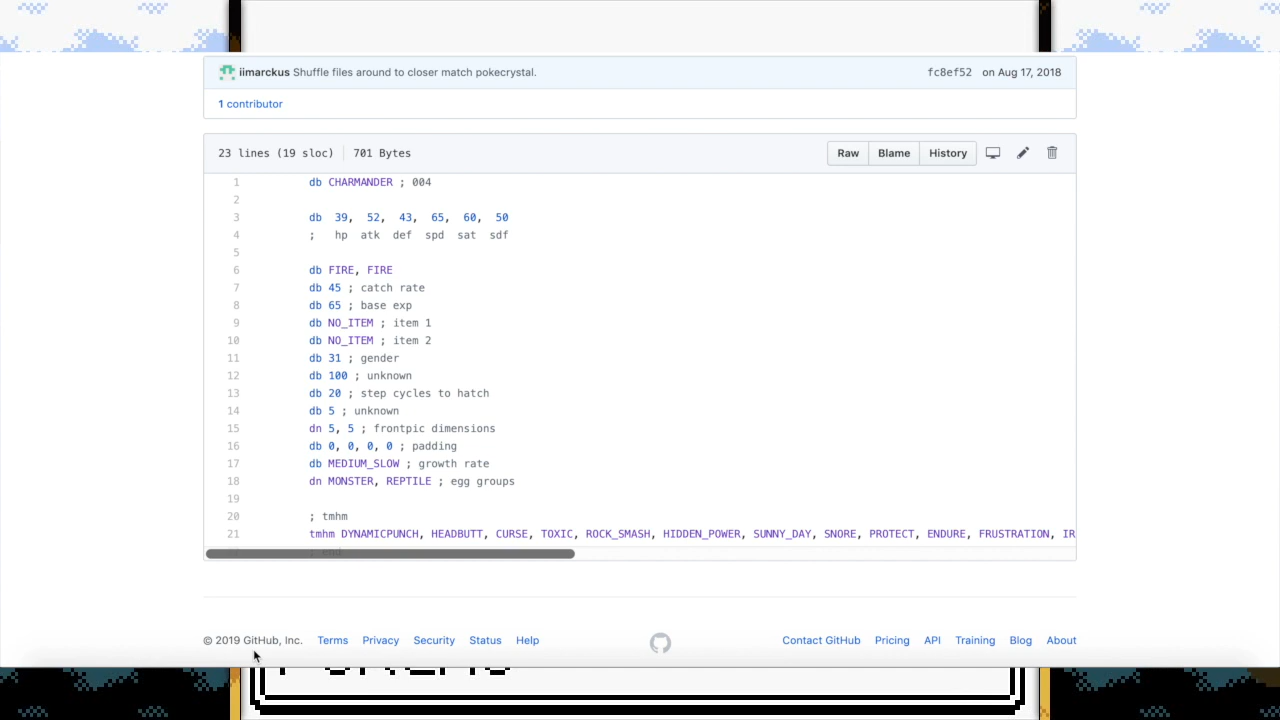 iimarckus Shuffle files around to closer match pokecrystal. fc8ef52 on Aug 17, 2018
1 contributor
23 lines (19 sloc) 701 Bytes Raw Blame History
1 db CHARMANDER ; 004
2
3 db 39, 52, 43, 65, 60, 50
4 ; hp atk def spd sat sdf
5
6 db FIRE, FIRE
7 db 45 ; catch rate
8 db 65 ; base exp
9 db NO_ITEM ; item 1
10 db NO_ITEM ; item 2
11 db 31 ; gender
12 db 100 ; unknown
13 db 20 ; step cycles to hatch
14 db 5 ; unknown
15 dn 5, 5 ; frontpic dimensions
16 db 0, 0, 0, 0 ; padding
17 db MEDIUM_SLOW ; growth rate
18 dn MONSTER, REPTILE ; egg groups
19
20 ; tmhm
21 tmhm DYNAMICPUNCH, HEADBUTT, CURSE, TOXIC, ROCK_SMASH, HIDDEN_POWER, SUNNY_DAY, SNORE, PROTECT, ENDURE, FRUSTRATION, IR
22 ; end
© 2019 GitHub, Inc. Terms Privacy Security Status Help Contact GitHub Pricing API Training Blog About